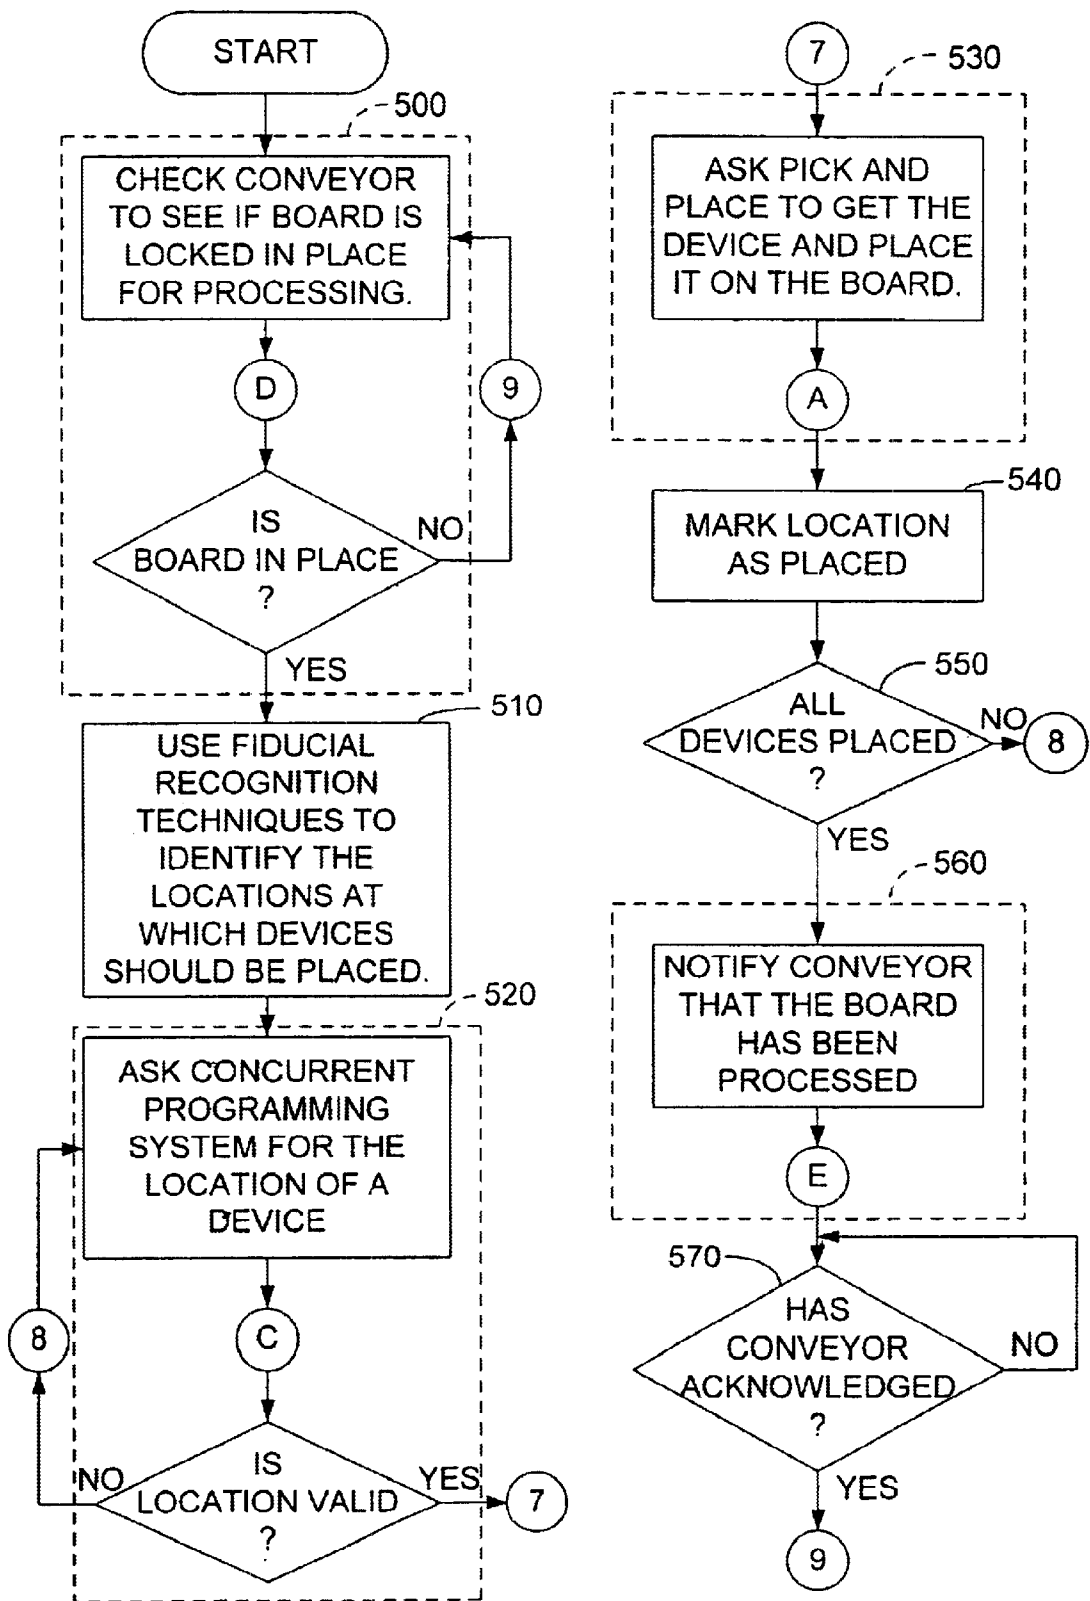 START
500
CHECK CONVEYOR
TO SEE IF BOARD IS
LOCKED IN PLACE
FOR PROCESSING.
D
9
IS
BOARD IN PLACE
?
NO
YES
510
USE FIDUCIAL
RECOGNITION
TECHNIQUES TO
IDENTIFY THE
LOCATIONS AT
WHICH DEVICES
SHOULD BE PLACED.
520
ASK CONCURRENT
PROGRAMMING
SYSTEM FOR THE
LOCATION OF A
DEVICE
8
C
NO
IS
LOCATION VALID
?
YES
7
7
530
ASK PICK AND
PLACE TO GET THE
DEVICE AND PLACE
IT ON THE BOARD.
A
540
MARK LOCATION
AS PLACED
550
ALL
DEVICES PLACED
?
NO
8
YES
560
NOTIFY CONVEYOR
THAT THE BOARD
HAS BEEN
PROCESSED
E
570
HAS
CONVEYOR
ACKNOWLEDGED
?
NO
YES
9